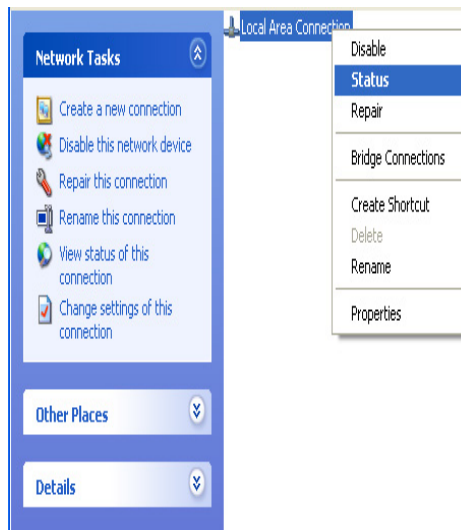 Network Tasks
Create a new connection
Disable this network device
Repair this connection
Rename this connection
View status of this
connection
Change settings of this
connection
Other Places
Details
Local Area Connection
Disable
Status
Repair
Bridge Connections
Create Shortcut
Delete
Rename
Properties